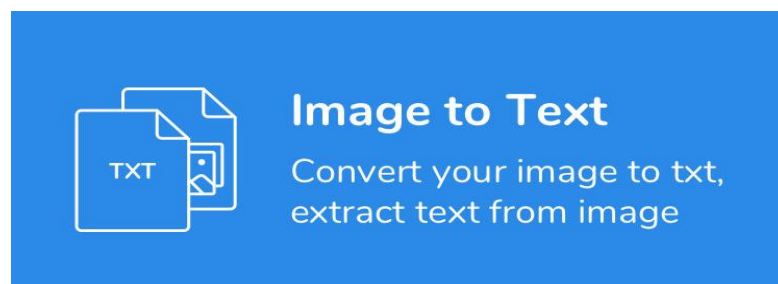 TXT
Image to Text
Convert your image to txt,
extract text from image